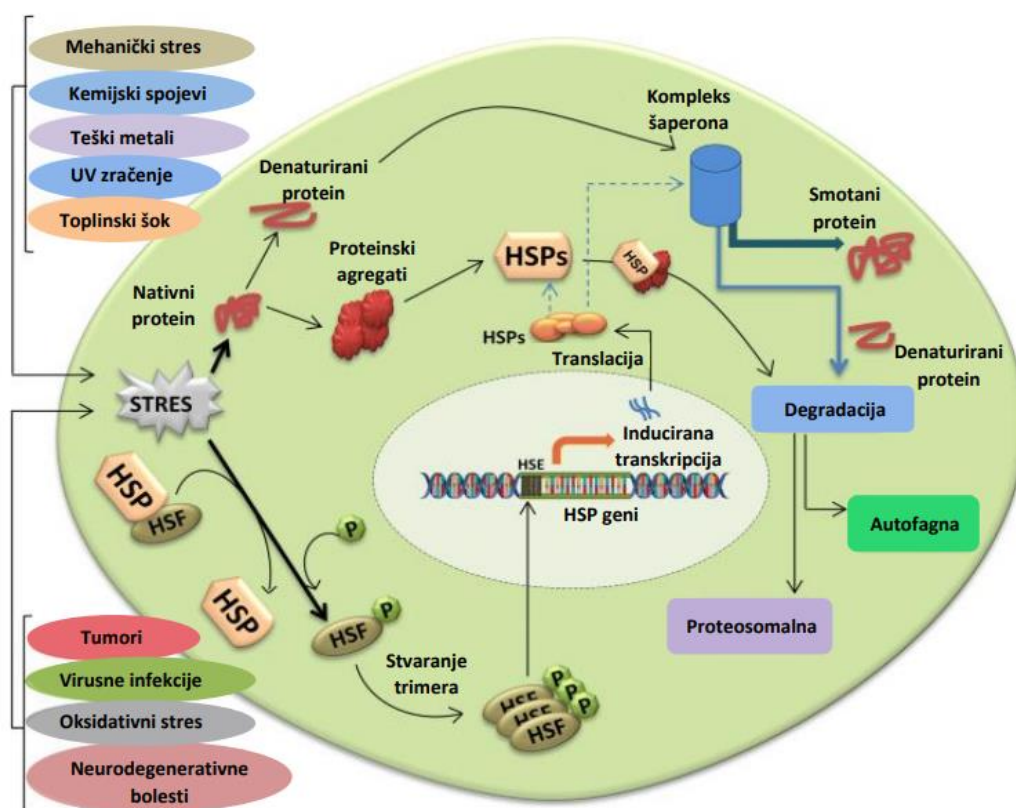 Mehanički stres
Kemijski spojevi
Teški metali
UV zračenje
Toplinski šok
Denaturirani
protein
Kompleks
šaperona
Smotani
protein
Proteinski
agregati
HSPs
HSP
Nativni
protein
HSPs
Translacija
Denaturirani
protein
STRES
Degradacija
Inducirana
transkripcija
HSE
HSP geni
HSP
HSF
P
Autofagna
HSP
P
HSF
Proteosomalna
Stvaranje
trimera
P
P
P
HSF
HSF
HSF
Tumori
Virusne infekcije
Oksidativni stres
Neurodegenerativne
bolesti